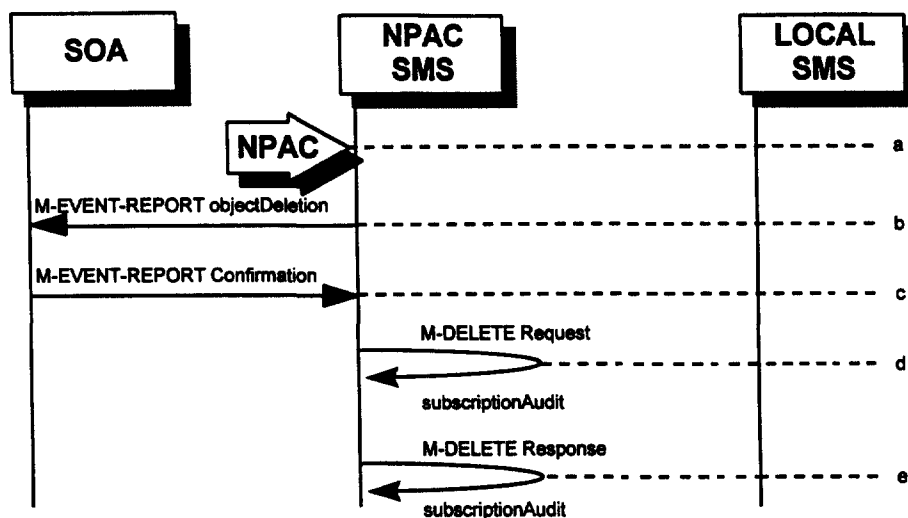 SOA
NPAC
SMS
LOCAL
SMS
NPAC
a
M-EVENT-REPORT objectDeletion
b
M-EVENT-REPORT Confirmation
c
M-DELETE Request
d
subscriptionAudit
M-DELETE Response
e
subscriptionAudit